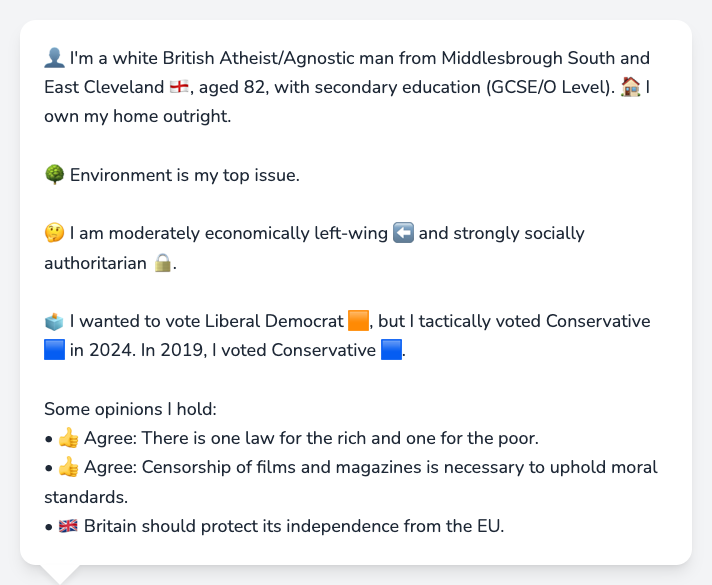 👤 I'm a white British Atheist/Agnostic man from Middlesbrough South and
East Cleveland 🏴󠁧󠁢󠁥󠁮󠁧󠁿, aged 82, with secondary education (GCSE/O Level). 🏠 I
own my home outright.
🌳 Environment is my top issue.
🤔 I am moderately economically left-wing ⬅️ and strongly socially
authoritarian 🔒.
🗳️ I wanted to vote Liberal Democrat 🟧, but I tactically voted Conservative
🟦 in 2024. In 2019, I voted Conservative 🟦.
Some opinions I hold:
• 👍 Agree: There is one law for the rich and one for the poor.
• 👍 Agree: Censorship of films and magazines is necessary to uphold moral
standards.
• 🇬🇧 Britain should protect its independence from the EU.